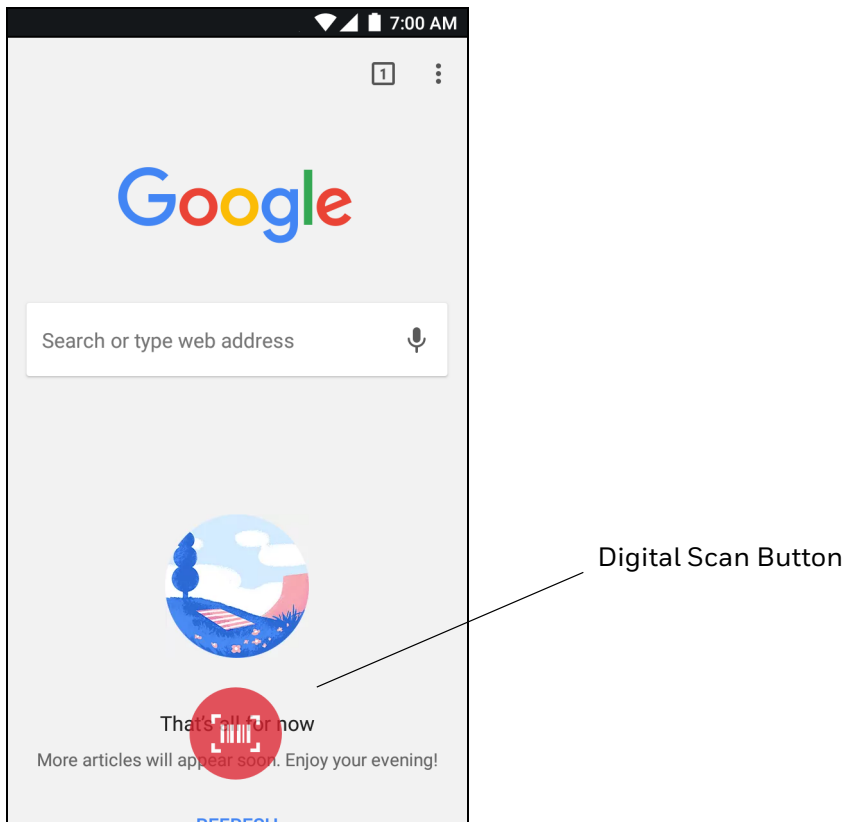 7:00 AM
1
Google
Search or type web address
Digital Scan Button
That's all for now
More articles will appear soon. Enjoy your evening!
REFRESH